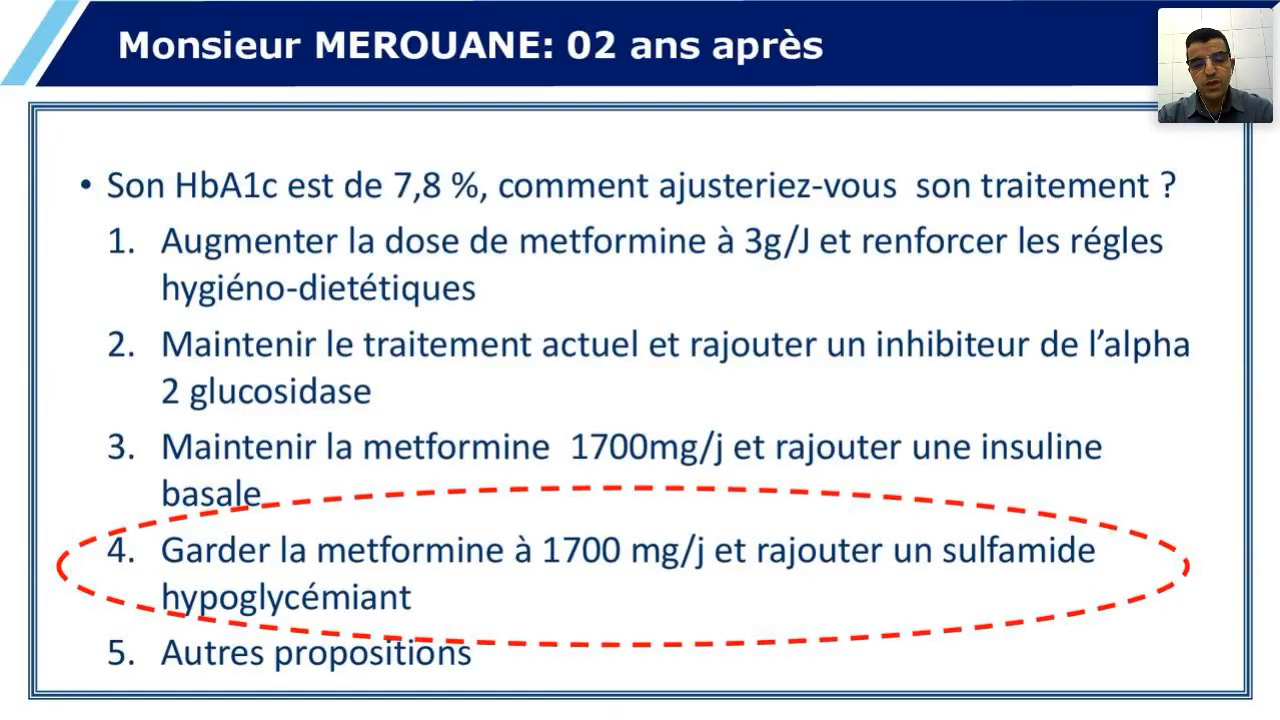 Monsieur MEROUANE: 02 ans après
• Son HbA1c est de 7,8 %, comment ajusteriez-vous son traitement ?
1. Augmenter la dose de metformine à 3g/J et renforcer les régles
hygiéno-dietétiques
2. Maintenir le traitement actuel et rajouter un inhibiteur de l’alpha
2 glucosidase
3. Maintenir la metformine 1700mg/j et rajouter une insuline
basale
4. Garder la metformine à 1700 mg/j et rajouter un sulfamide
hypoglycémiant
5. Autres propositions